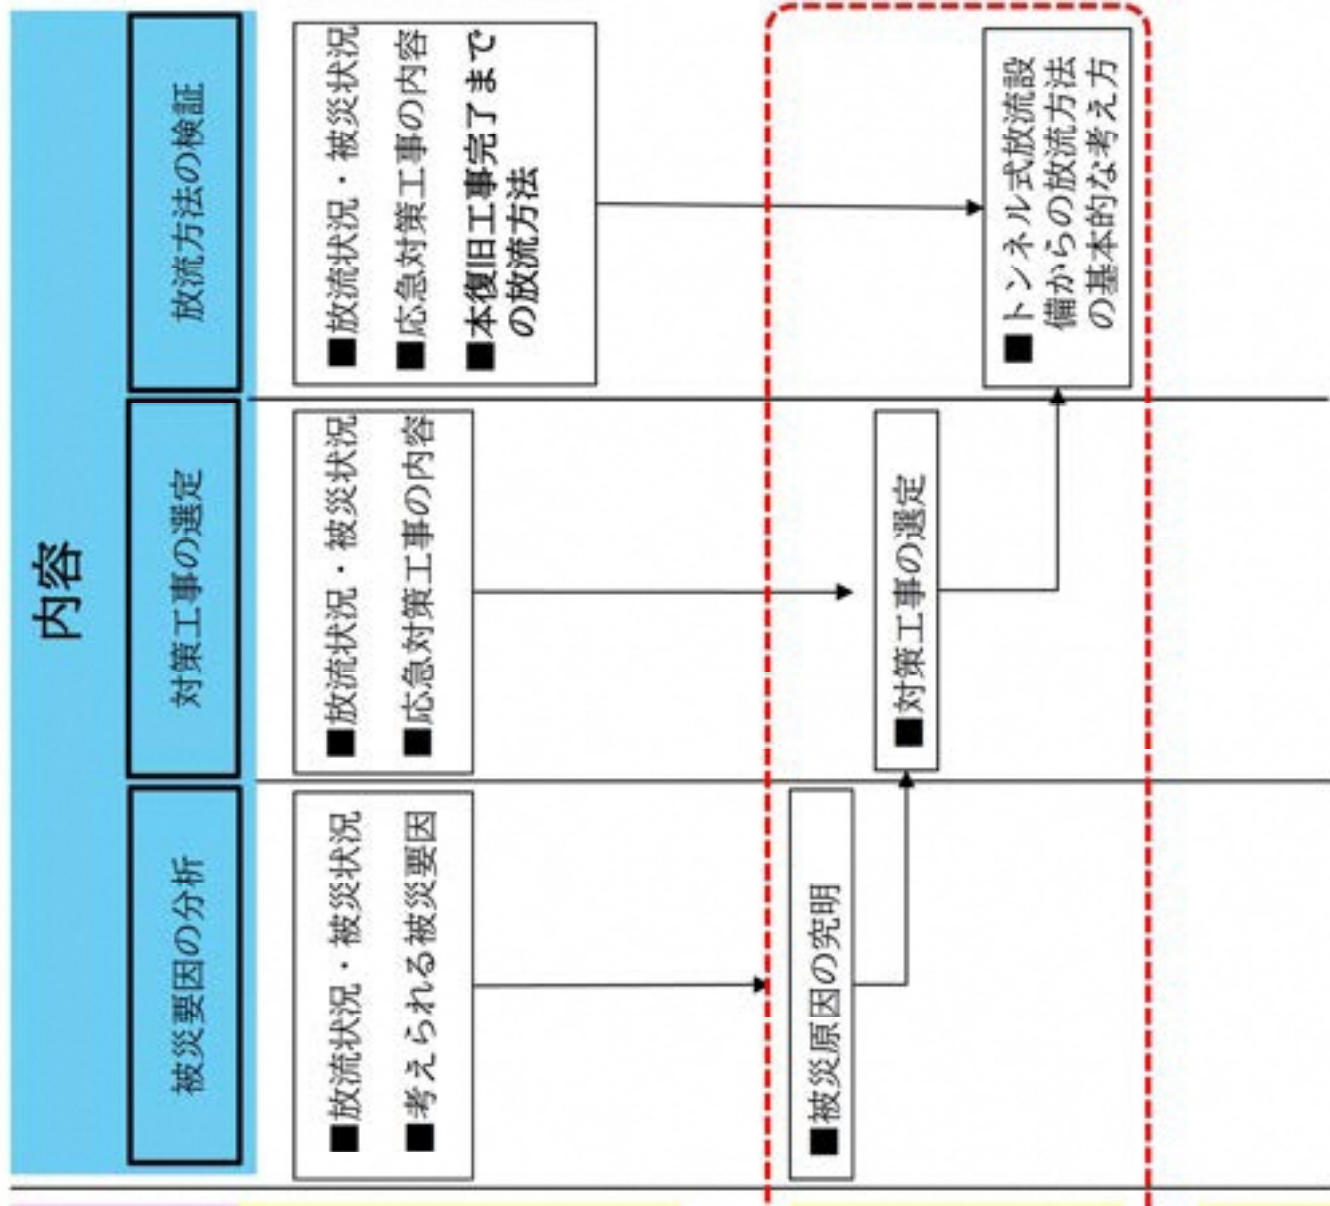 内容
被災要因の分析
対策工事の選定
放流方法の検証
■放流状況・被災状況
■考えられる被災要因
■放流状況・被災状況
■応急対策工事の内容
■放流状況・被災状況
■応急対策工事の内容
■本復旧工事完了まで
の放流方法
■被災原因の究明
■対策工事の選定
■トンネル式放流設
備からの放流方法
の基本的な考え方